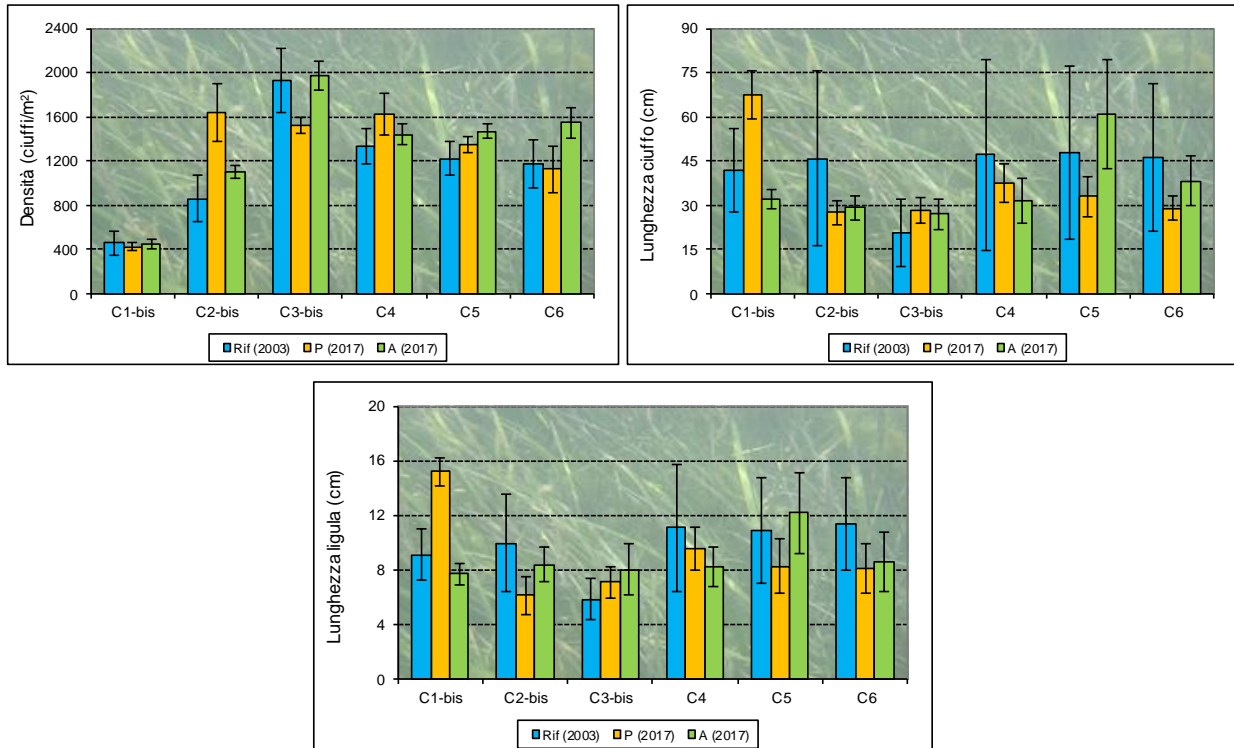 Densità (ciuffi/m²)
2400
2000
1600
1200
800
400
0
C1-bis C2-bis C3-bis C4 C5 C6
Rif (2003) P (2017) A (2017)
Lunghezza ciuffo (cm)
90
75
60
45
30
15
0
C1-bis C2-bis C3-bis C4 C5 C6
Rif (2003) P (2017) A (2017)
Lunghezza ligula (cm)
20
16
12
8
4
0
C1-bis C2-bis C3-bis C4 C5 C6
Rif (2003) P (2017) A (2017)